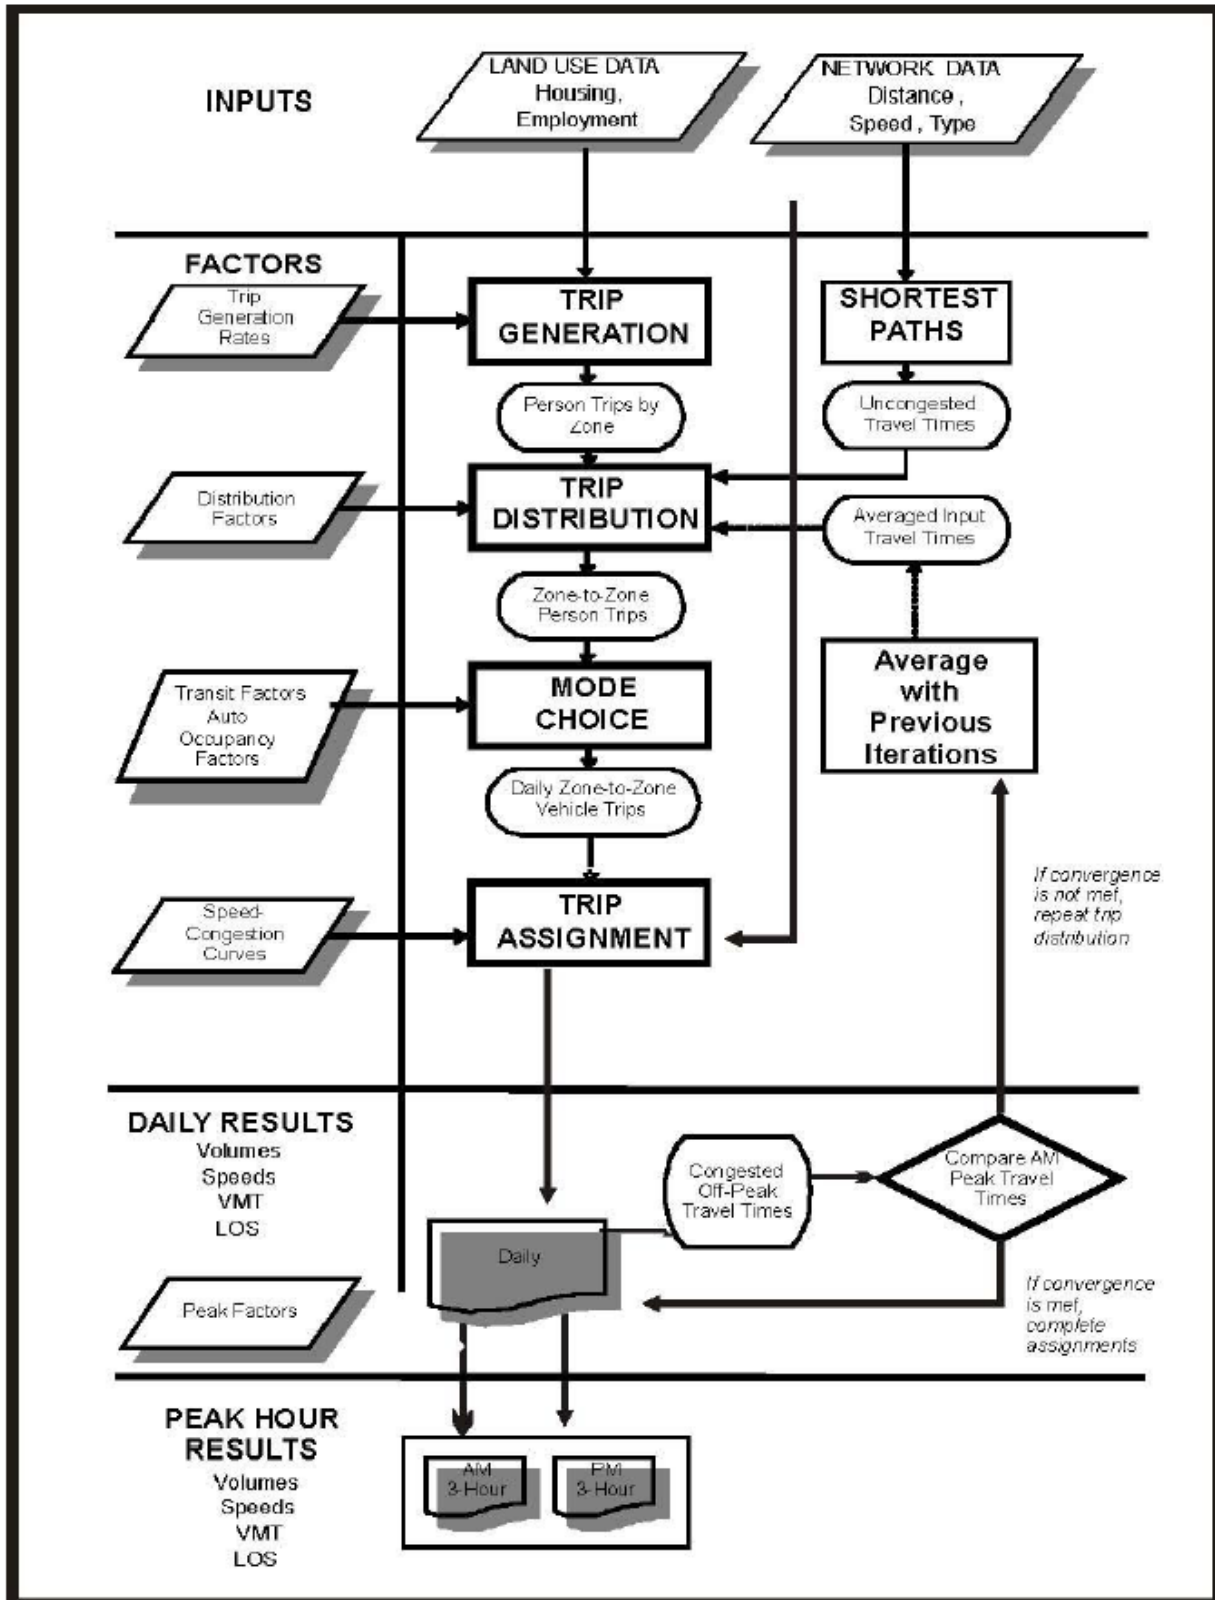 INPUTS
LAND USE DATA
Housing,
Employment
NETWORK DATA
Distance ,
Speed , Type
FACTORS
Trip
Generation
Rates
TRIP
GENERATION
SHORTEST
PATHS
Person Trips by
Zone
Uncongested
Travel Times
Distribution
Factors
TRIP
DISTRIBUTION
Averaged Input
Travel Times
Zone-to-Zone
Person Trips
Transit Factors
Auto
Occupancy
Factors
MODE
CHOICE
Average
with
Previous
Iterations
Daily Zone-to-Zone
Vehicle Trips
Speed-
Congestion
Curves
TRIP
ASSIGNMENT
If convergence
is not met,
repeat trip
distribution
DAILY RESULTS
Volumes
Speeds
VMT
LOS
Congested
Off-Peak
Travel Times
Compare AM
Peak Travel
Times
Daily
Peak Factors
If convergence
is met,
complete
assignments
PEAK HOUR
RESULTS
Volumes
Speeds
VMT
LOS
AM
3-Hour
PM
3-Hour